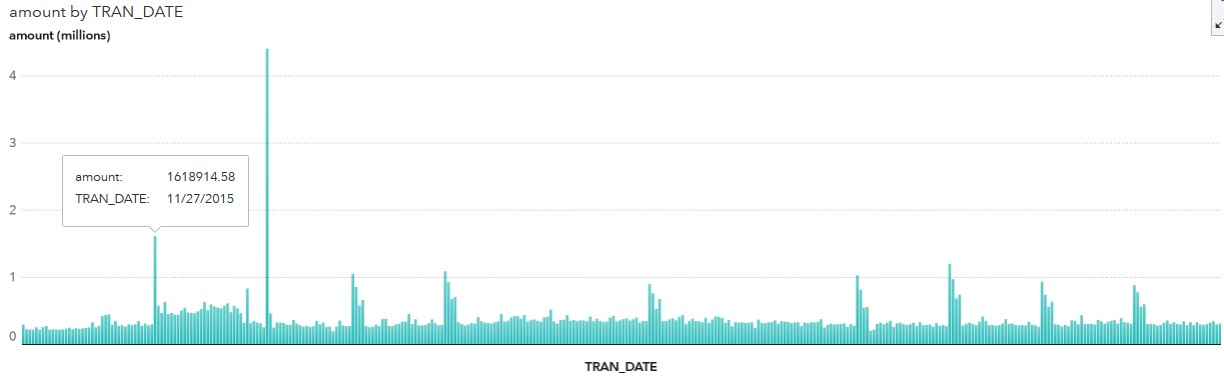 amount by TRAN_DATE
amount (millions)
4
3
amount: 1618914.58
TRAN_DATE: 11/27/2015
2
1
0
TRAN_DATE